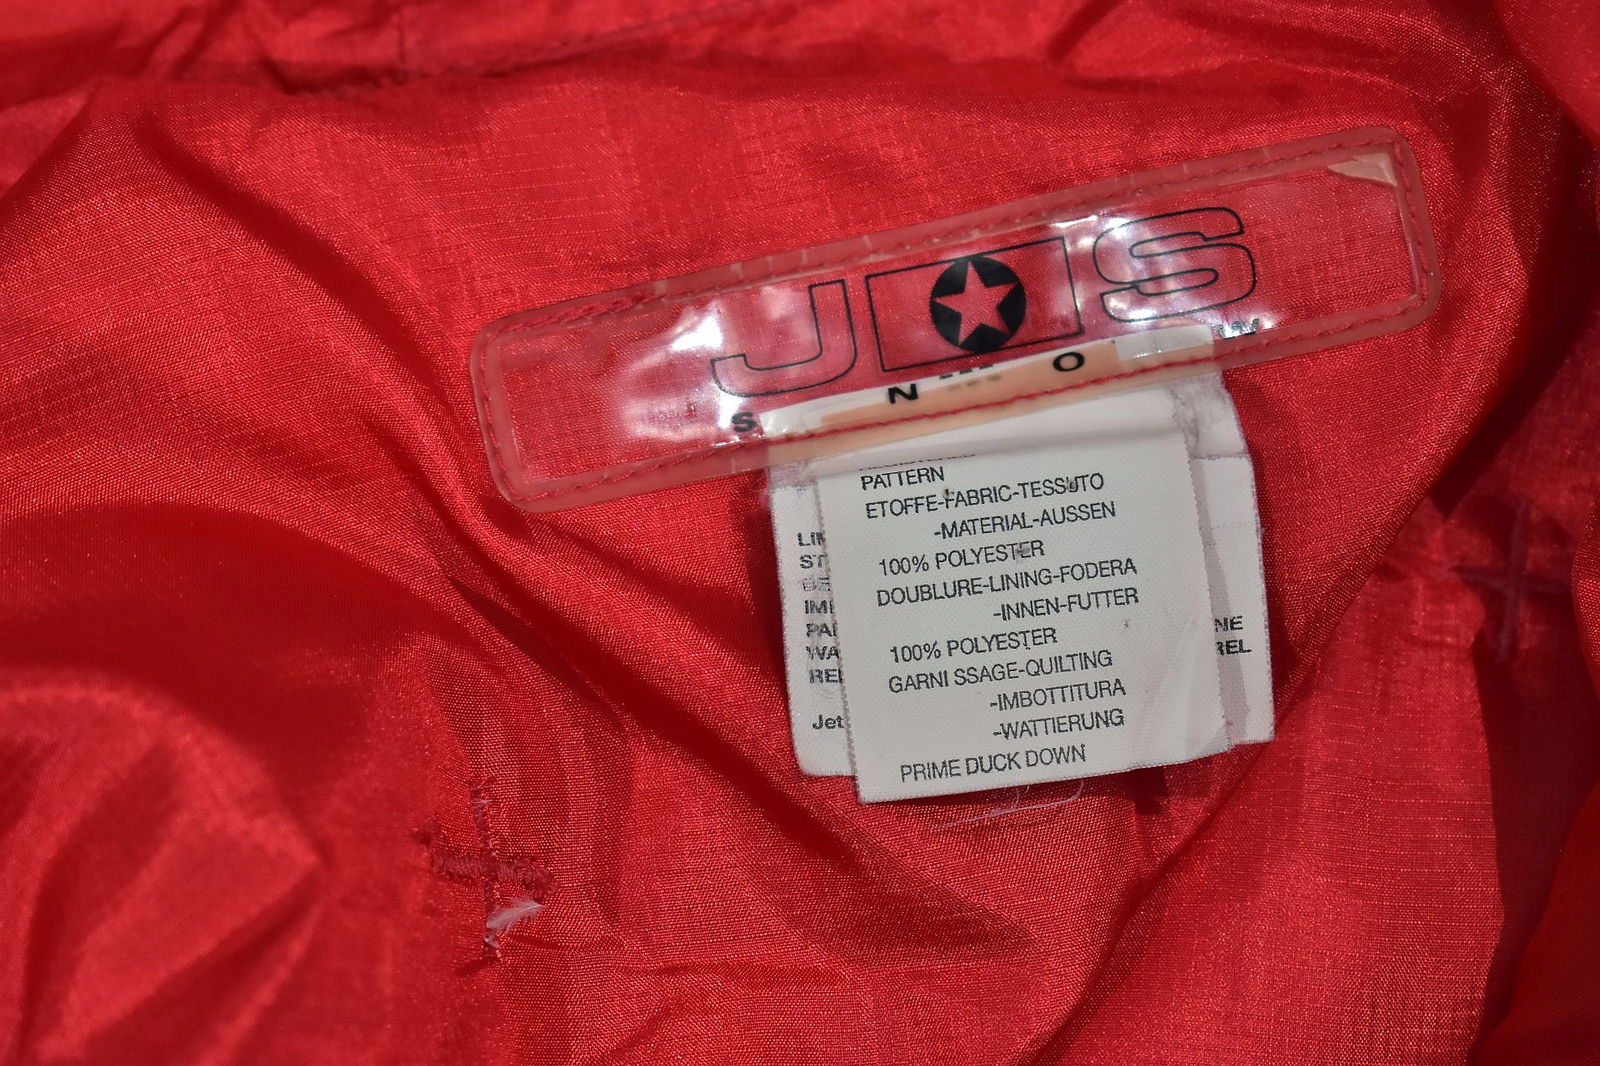 J S
S N O W
PATTERN
ETOFFE-FABRIC-TESSUTO
-MATERIAL-AUSSEN
100% POLYESTER
DOUBLURE-LINING-FODERA
-INNEN-FUTTER
100% POLYESTER
GARNI SSAGE-QUILTING
-IMBOTTITURA
-WATTIERUNG
PRIME DUCK DOWN
Jet